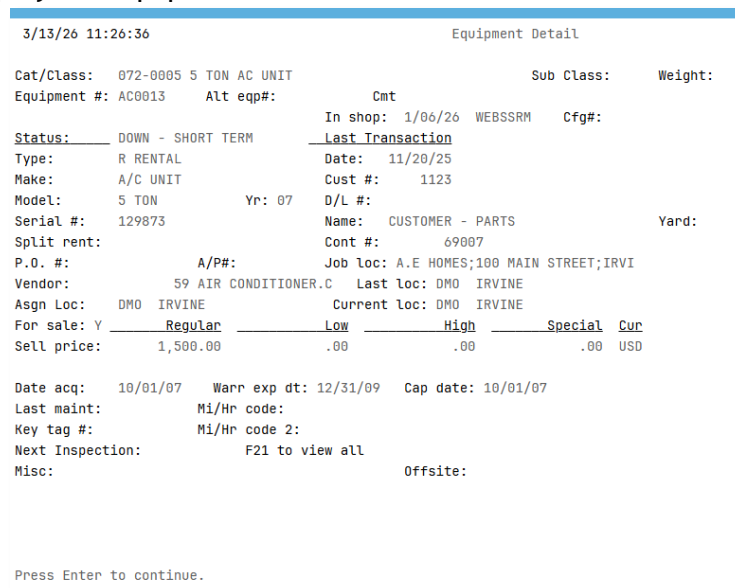 3/13/26 11:26:36 Equipment Detail
Cat/Class: 072-0005 5 TON AC UNIT Sub Class: Weight:
Equipment #: AC0013 Alt eqp#: Cmt
In shop: 1/06/26 WEBSSRM Cfg#:
Status: DOWN - SHORT TERM Last Transaction
Type: R RENTAL Date: 11/20/25
Make: A/C UNIT Cust #: 1123
Model: 5 TON Yr: 07 D/L #:
Serial #: 129873 Name: CUSTOMER - PARTS Yard:
Split rent: Cont #: 69007
P.O. #: A/P#: Job loc: A.E HOMES;100 MAIN STREET;IRVI
Vendor: 59 AIR CONDITIONER.C Last loc: DMO IRVINE
Asgn Loc: DMO IRVINE Current loc: DMO IRVINE
For sale: Y Regular Low High Special Cur
Sell price: 1,500.00 .00 .00 .00 USD
Date acq: 10/01/07 Warr exp dt: 12/31/09 Cap date: 10/01/07
Last maint: Mi/Hr code:
Key tag #: Mi/Hr code 2:
Next Inspection: F21 to view all
Misc: Offsite:
Press Enter to continue.